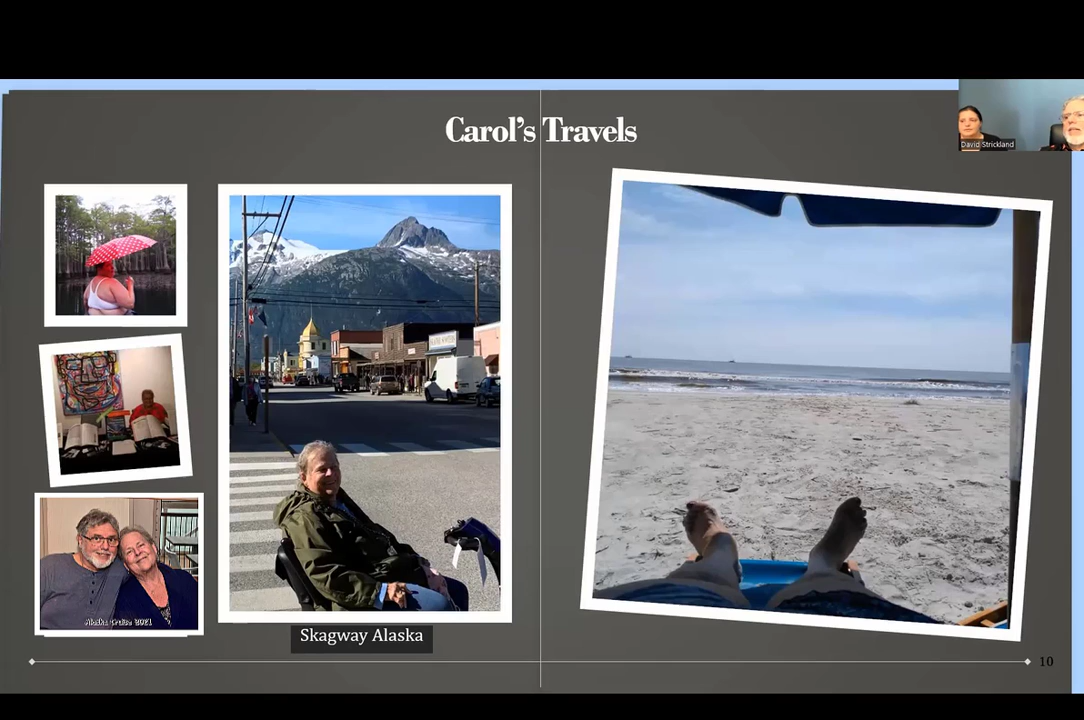 Carol's Travels
David Strickland
Alaska Cruise 2021
Skagway Alaska
10